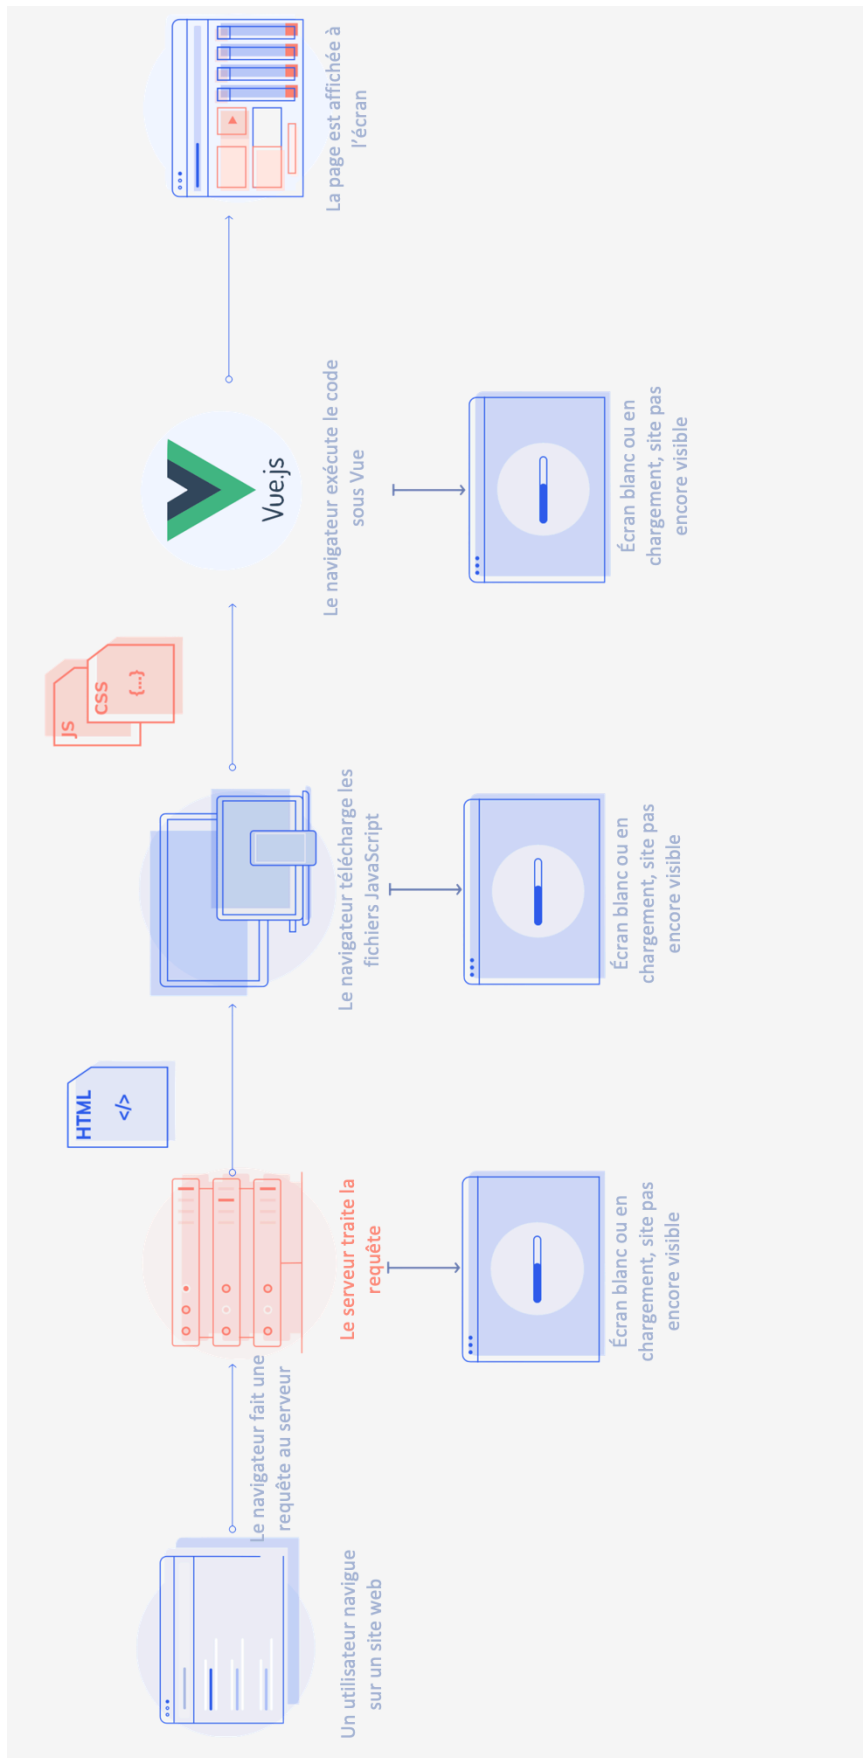 Un utilisateur navigue
sur un site web
Le navigateur fait une
requête au serveur
Le serveur traite la
requête
Écran blanc ou en
chargement, site pas
encore visible
HTML
</>
Le navigateur télécharge les
fichiers JavaScript
Écran blanc ou en
chargement, site pas
encore visible
JS
CSS
{...}
Vue.js
Le navigateur exécute le code
sous Vue
Écran blanc ou en
chargement, site pas
encore visible
La page est affichée à
l'écran